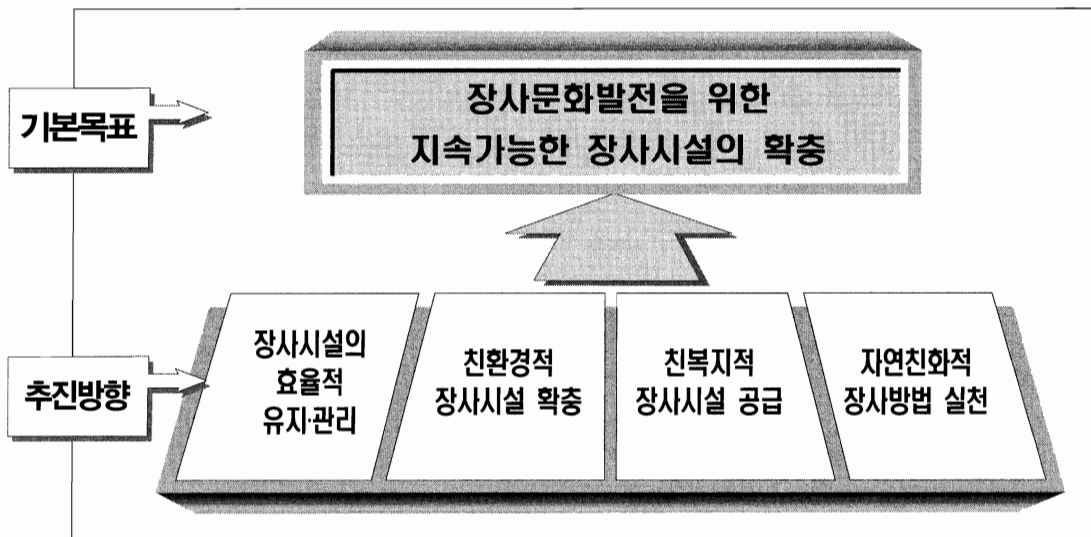 기본목표
장사문화발전을 위한
지속가능한 장사시설의 확충
추진방향
장사시설의
효율적
유지·관리
친환경적
장사시설 확충
친복지적
장사시설 공급
자연친화적
장사방법 실천